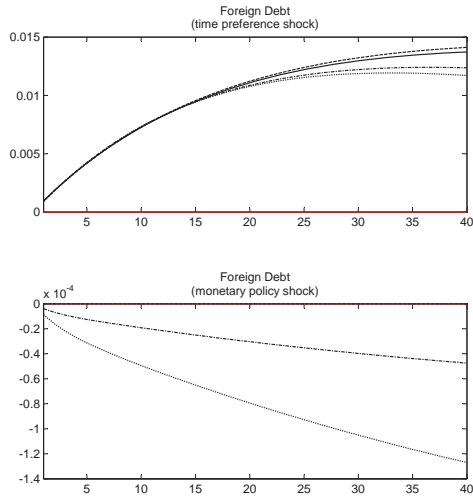 Foreign Debt
(time preference shock)
0.015
0.01
0.005
0
5 10 15 20 25 30 35 40
Foreign Debt
(monetary policy shock)
x 10^-4
0
-0.2
-0.4
-0.6
-0.8
-1
-1.2
-1.4
5 10 15 20 25 30 35 40